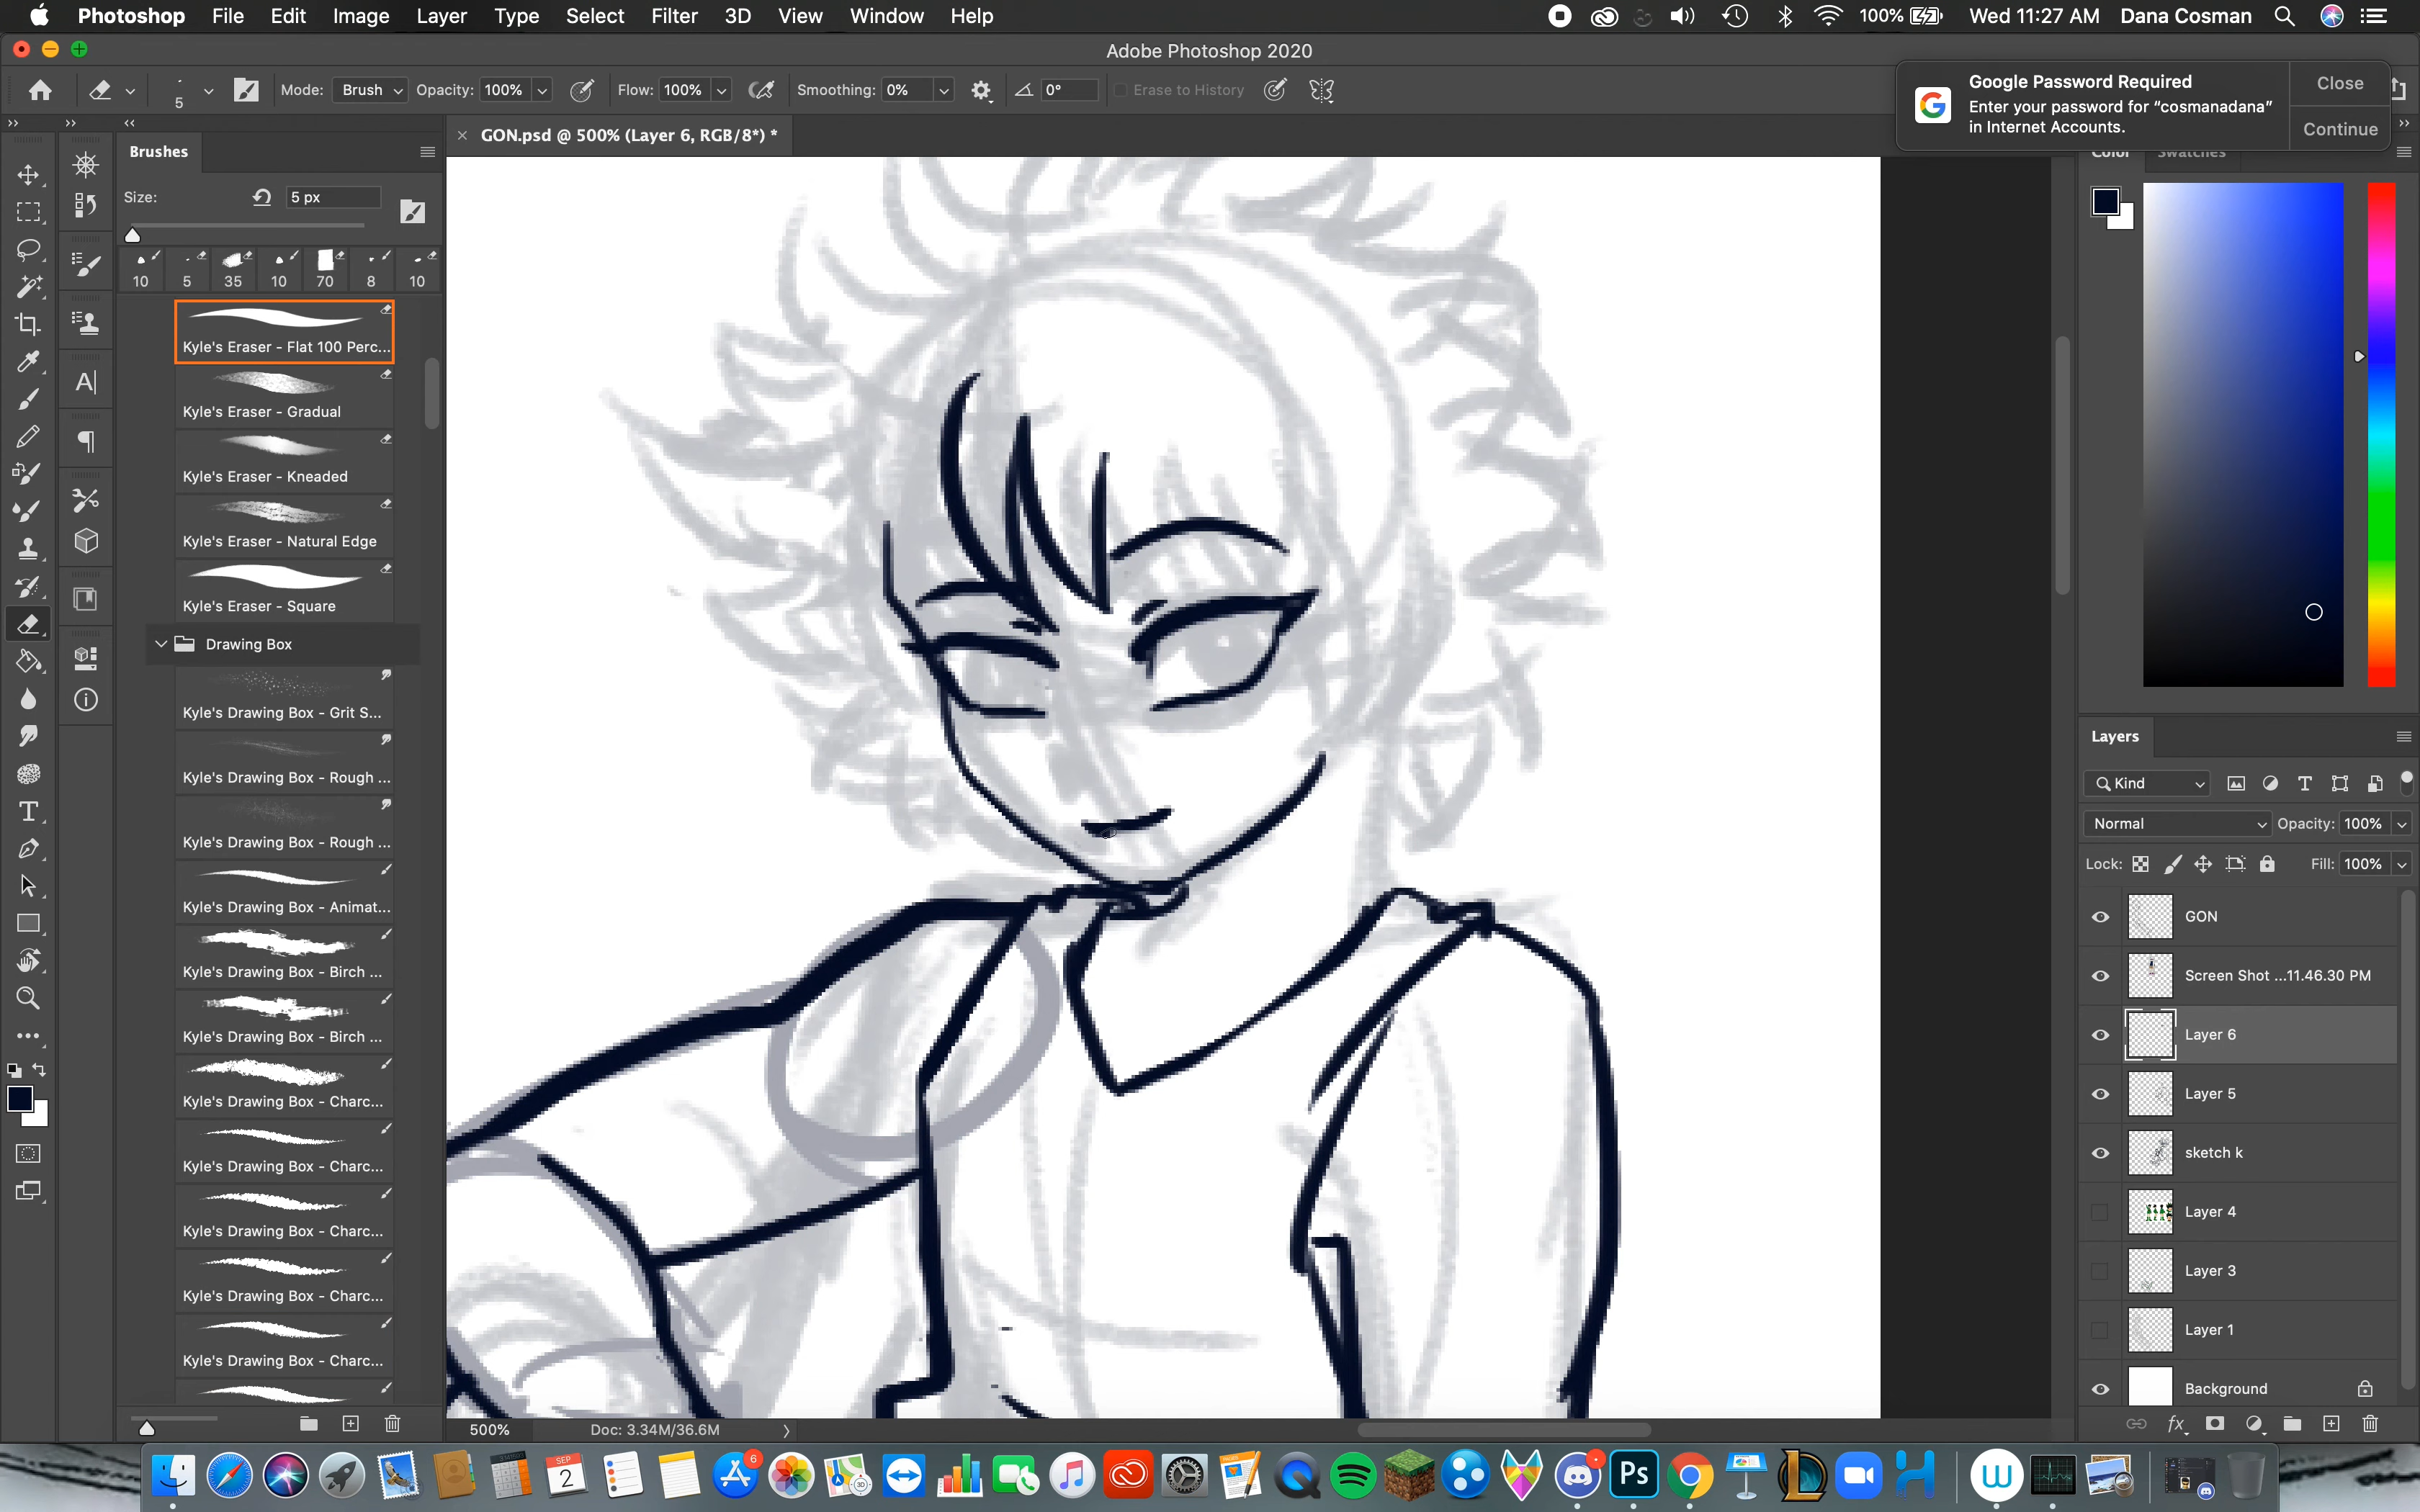 Photoshop File Edit Image Layer Type Select Filter 3D View Window Help 100% Wed 11:27 AM Dana Cosman
Adobe Photoshop 2020
5 Mode: Brush Opacity: 100% Flow: 100% Smoothing: 0% 0° Erase to History
Google Password Required
Enter your password for “cosmanadana”
in Internet Accounts.
Close
Continue
Brushes
GON.psd @ 500% (Layer 6, RGB/8*) *
Color Swatches
Size: 5 px
10 5 35 10 70 8 10
Kyle's Eraser - Flat 100 Perc...
Kyle's Eraser - Gradual
Kyle's Eraser - Kneaded
Kyle's Eraser - Natural Edge
Kyle's Eraser - Square
Drawing Box
Kyle's Drawing Box - Grit S...
Kyle's Drawing Box - Rough ...
Kyle's Drawing Box - Rough ...
Kyle's Drawing Box - Animat...
Kyle's Drawing Box - Birch ...
Kyle's Drawing Box - Birch ...
Kyle's Drawing Box - Charc...
Kyle's Drawing Box - Charc...
Kyle's Drawing Box - Charc...
Kyle's Drawing Box - Charc...
Kyle's Drawing Box - Charc...
Layers
Kind
Normal Opacity: 100%
Lock: Fill: 100%
GON
Screen Shot ...11.46.30 PM
Layer 6
Layer 5
sketch k
Layer 4
Layer 3
Layer 1
Background
500% Doc: 3.34M/36.6M
SEP
2
6
3D
Ps